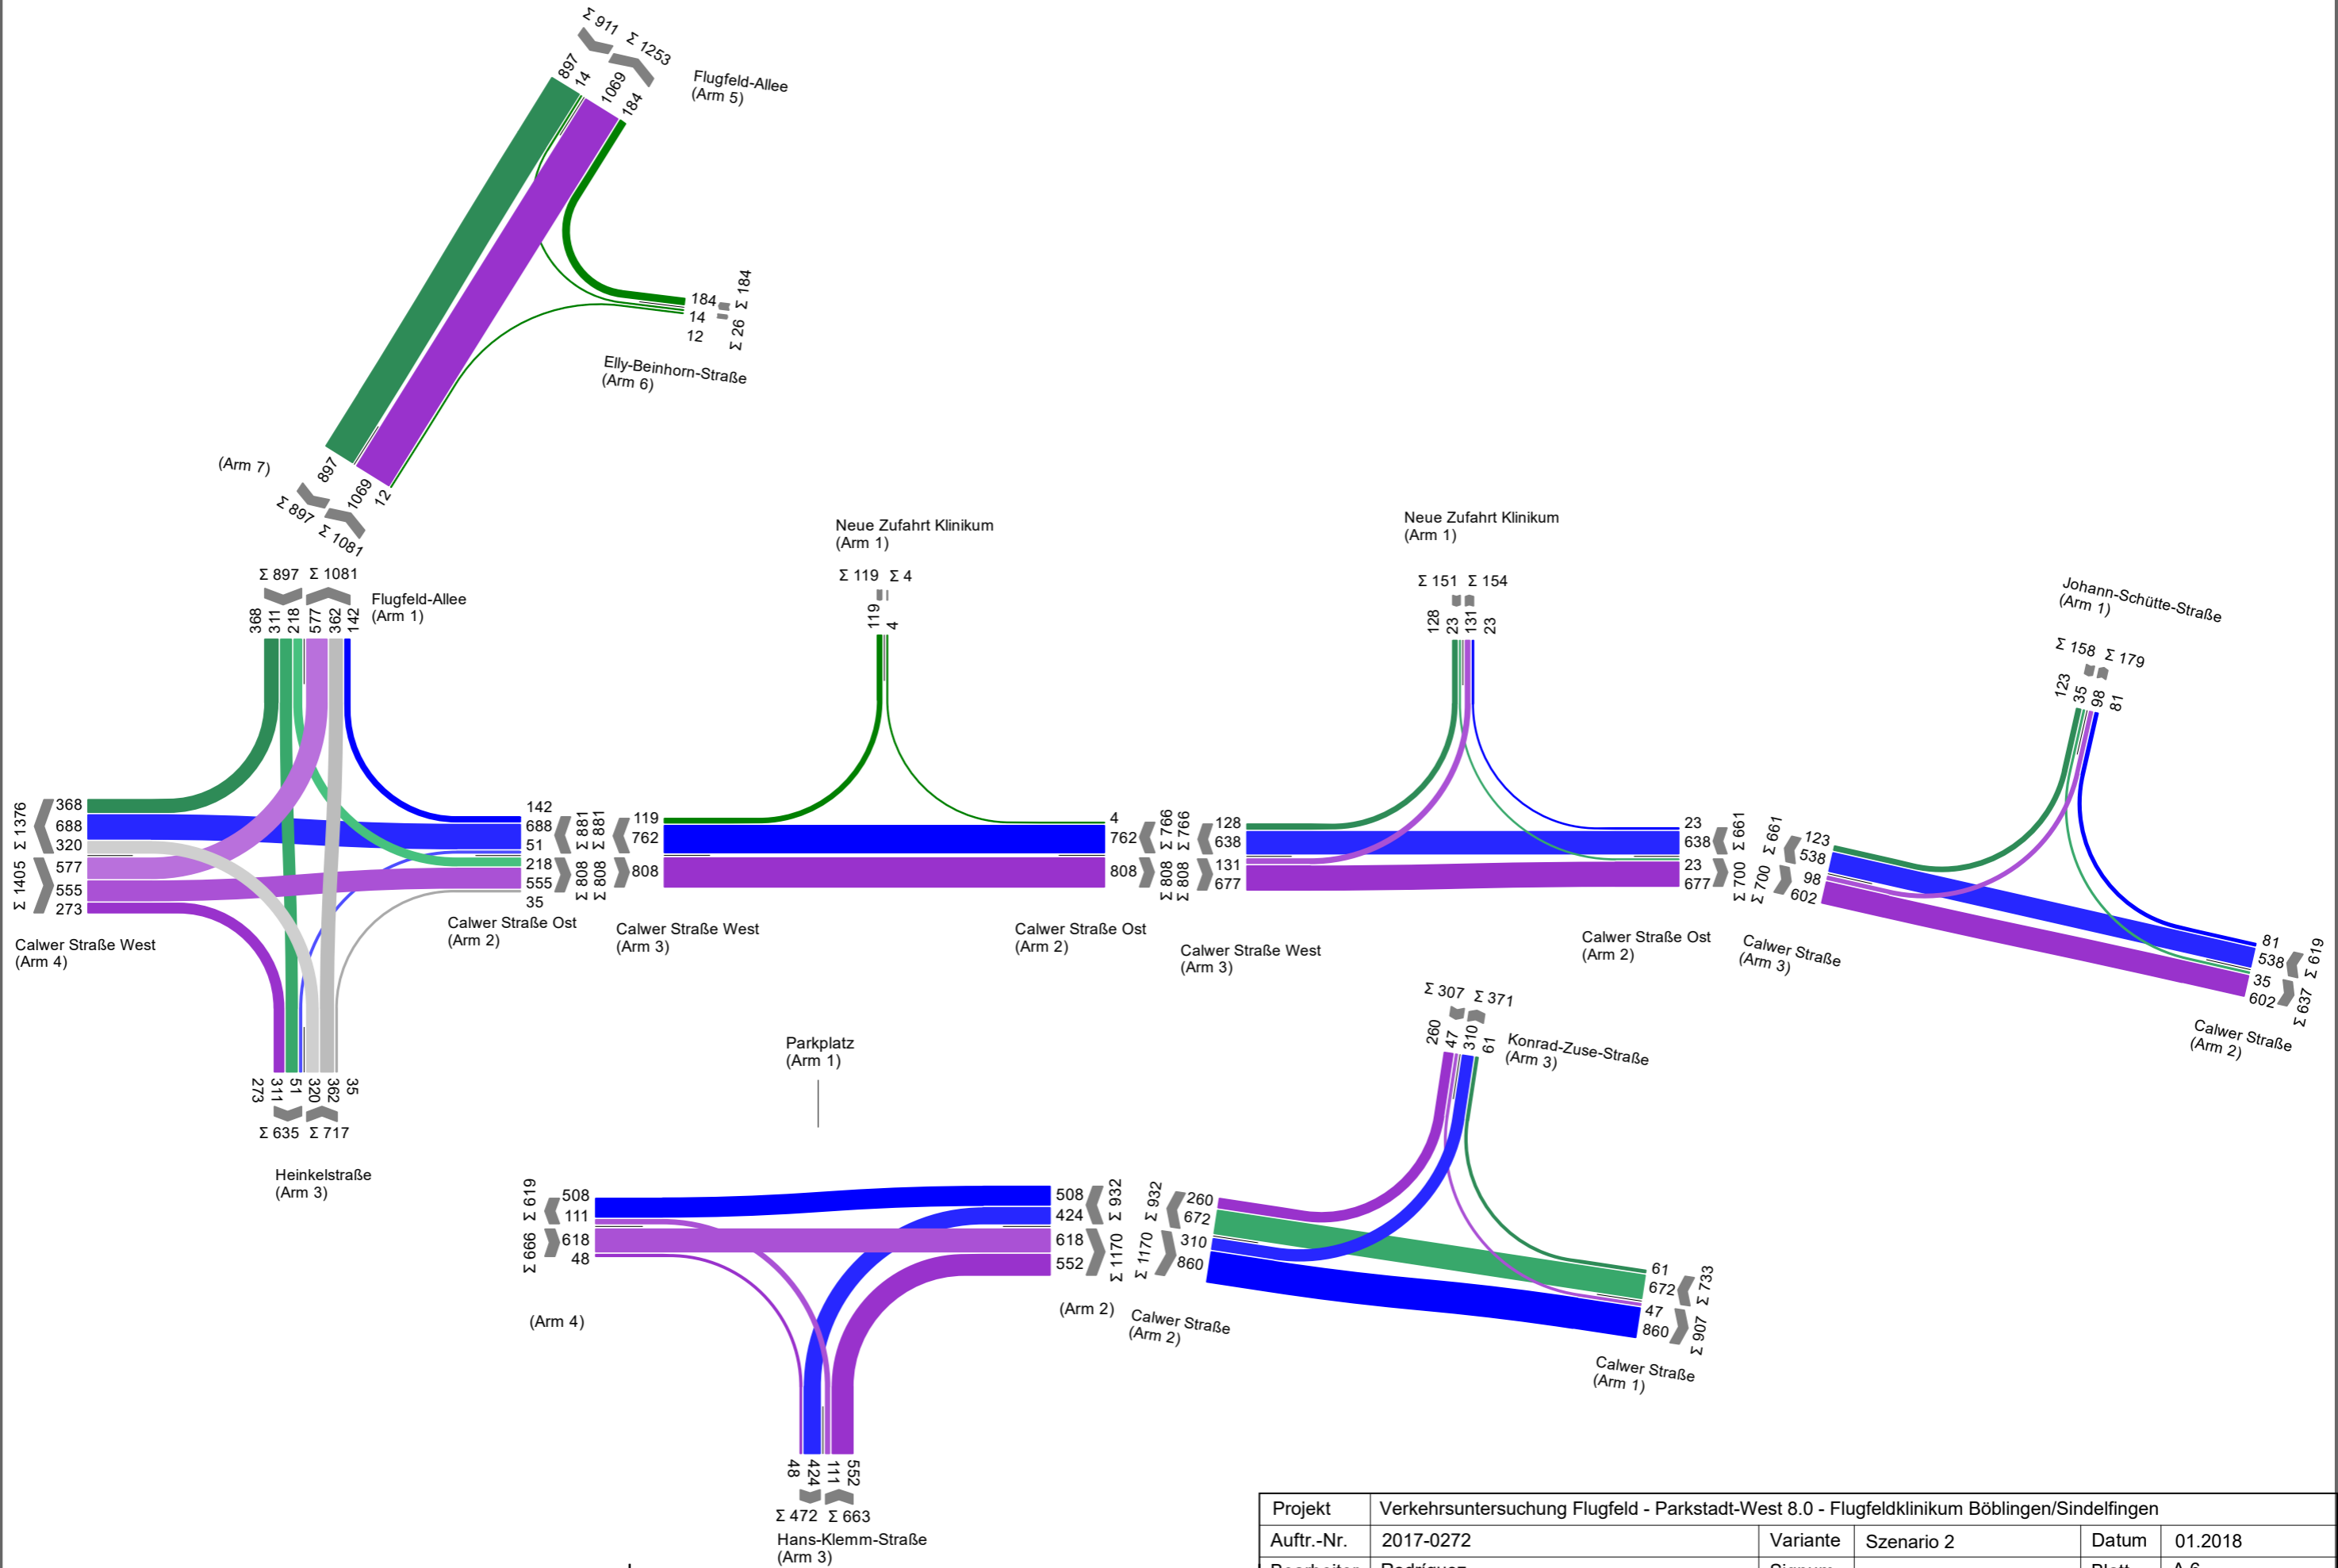 Σ 911
Σ 1253
897
14
1069
184
Flugfeld-Allee
(Arm 5)
184
14
12
Σ 184
Σ 26
Elly-Beinhorn-Straße
(Arm 6)
(Arm 7)
897
1069
12
Σ 897
Σ 1081
Σ 897
Σ 1081
368
311
218
577
362
142
Flugfeld-Allee
(Arm 1)
Σ 1376
Σ 1405
368
688
320
577
555
273
Calwer Straße West
(Arm 4)
142
688
51
218
555
35
Σ 881
Σ 808
Calwer Straße Ost
(Arm 2)
273
311
51
320
362
35
Σ 635
Σ 717
Heinkelstraße
(Arm 3)
Neue Zufahrt Klinikum
(Arm 1)
Σ 119
Σ 4
119
4
Σ 881
Σ 808
119
762
808
Calwer Straße West
(Arm 3)
4
762
808
Σ 766
Σ 808
Calwer Straße Ost
(Arm 2)
Neue Zufahrt Klinikum
(Arm 1)
Σ 151
Σ 154
128
23
131
23
Σ 766
Σ 808
128
638
131
677
Calwer Straße West
(Arm 3)
23
638
23
677
Σ 661
Σ 700
Calwer Straße Ost
(Arm 2)
Johann-Schütte-Straße
(Arm 1)
Σ 158
Σ 179
123
35
98
81
Σ 661
Σ 700
123
538
98
602
Calwer Straße
(Arm 3)
81
538
35
602
Σ 619
Σ 637
Calwer Straße
(Arm 2)
Parkplatz
(Arm 1)
Σ 619
Σ 666
508
111
618
48
(Arm 4)
508
424
618
552
Σ 932
Σ 1170
(Arm 2)
48
424
111
552
Σ 472
Σ 663
Hans-Klemm-Straße
(Arm 3)
Σ 307
Σ 371
260
47
310
61
Konrad-Zuse-Straße
(Arm 3)
Σ 932
Σ 1170
260
672
310
860
Calwer Straße
(Arm 2)
61
672
47
860
Σ 733
Σ 907
Calwer Straße
(Arm 1)
Projekt Verkehrsuntersuchung Flugfeld - Parkstadt-West 8.0 - Flugfeldklinikum Böblingen/Sindelfingen
Auftr.-Nr. 2017-0272 Variante Szenario 2 Datum 01.2018